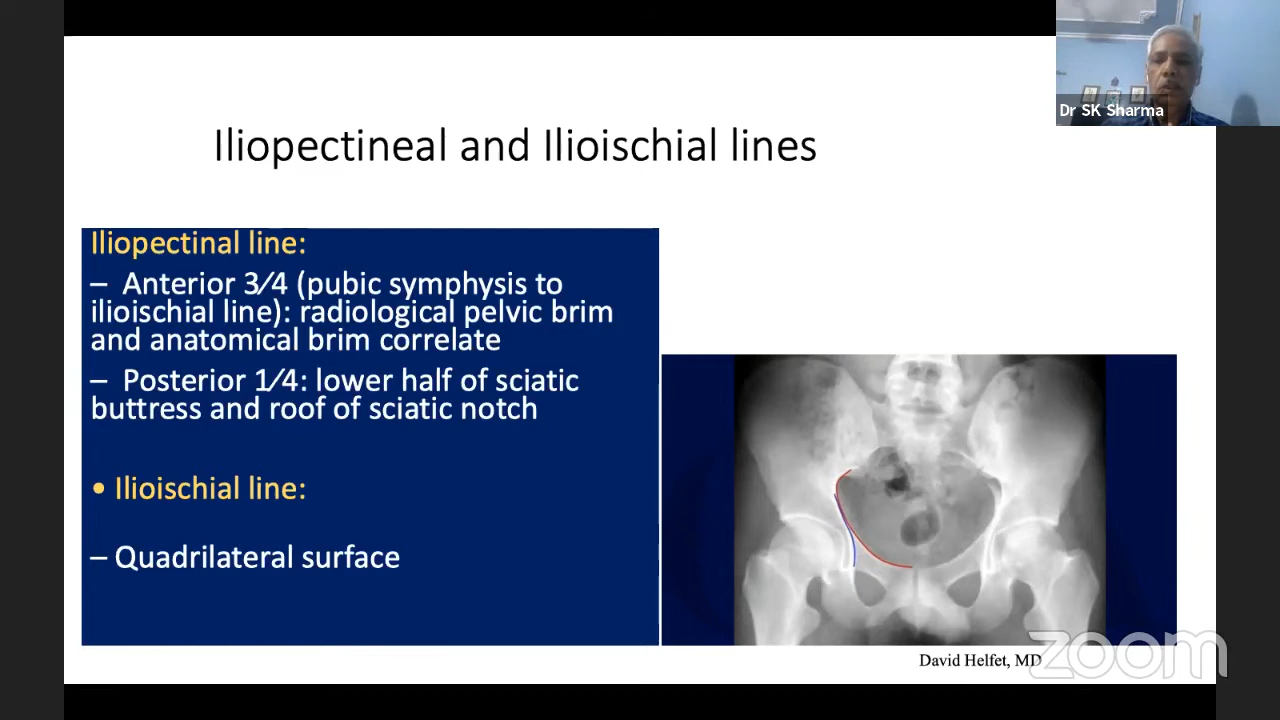 Dr SK Sharma
Iliopectineal and Ilioischial lines
Iliopectinal line:
– Anterior 3⁄4 (pubic symphysis to
ilioischial line): radiological pelvic brim
and anatomical brim correlate
– Posterior 1⁄4: lower half of sciatic
buttress and roof of sciatic notch
• Ilioischial line:
– Quadrilateral surface
David Helfet, MD
zoom